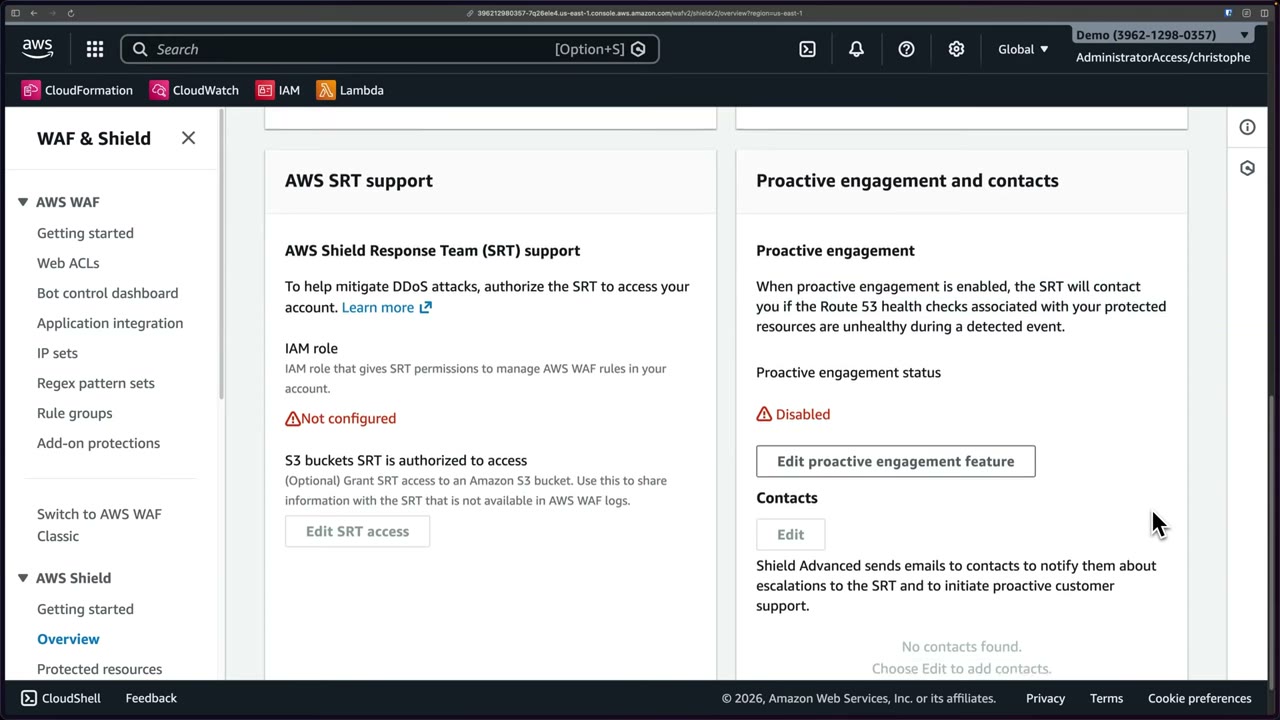 396212980357-7q26ele4.us-east-1.console.aws.amazon.com/wafv2/shieldv2/overview?region=us-east-1
aws
Search
[Option+S]
Global
Demo (3962-1298-0357)
AdministratorAccess/christophe
CloudFormation
CloudWatch
IAM
Lambda
WAF & Shield
AWS WAF
Getting started
Web ACLs
Bot control dashboard
Application integration
IP sets
Regex pattern sets
Rule groups
Add-on protections
Switch to AWS WAF
Classic
AWS Shield
Getting started
Overview
Protected resources
AWS SRT support
AWS Shield Response Team (SRT) support
To help mitigate DDoS attacks, authorize the SRT to access your
account. Learn more
IAM role
IAM role that gives SRT permissions to manage AWS WAF rules in your
account.
Not configured
S3 buckets SRT is authorized to access
(Optional) Grant SRT access to an Amazon S3 bucket. Use this to share
information with the SRT that is not available in AWS WAF logs.
Edit SRT access
Proactive engagement and contacts
Proactive engagement
When proactive engagement is enabled, the SRT will contact
you if the Route 53 health checks associated with your protected
resources are unhealthy during a detected event.
Proactive engagement status
Disabled
Edit proactive engagement feature
Contacts
Edit
Shield Advanced sends emails to contacts to notify them about
escalations to the SRT and to initiate proactive customer
support.
No contacts found.
Choose Edit to add contacts.
CloudShell
Feedback
© 2026, Amazon Web Services, Inc. or its affiliates.
Privacy
Terms
Cookie preferences